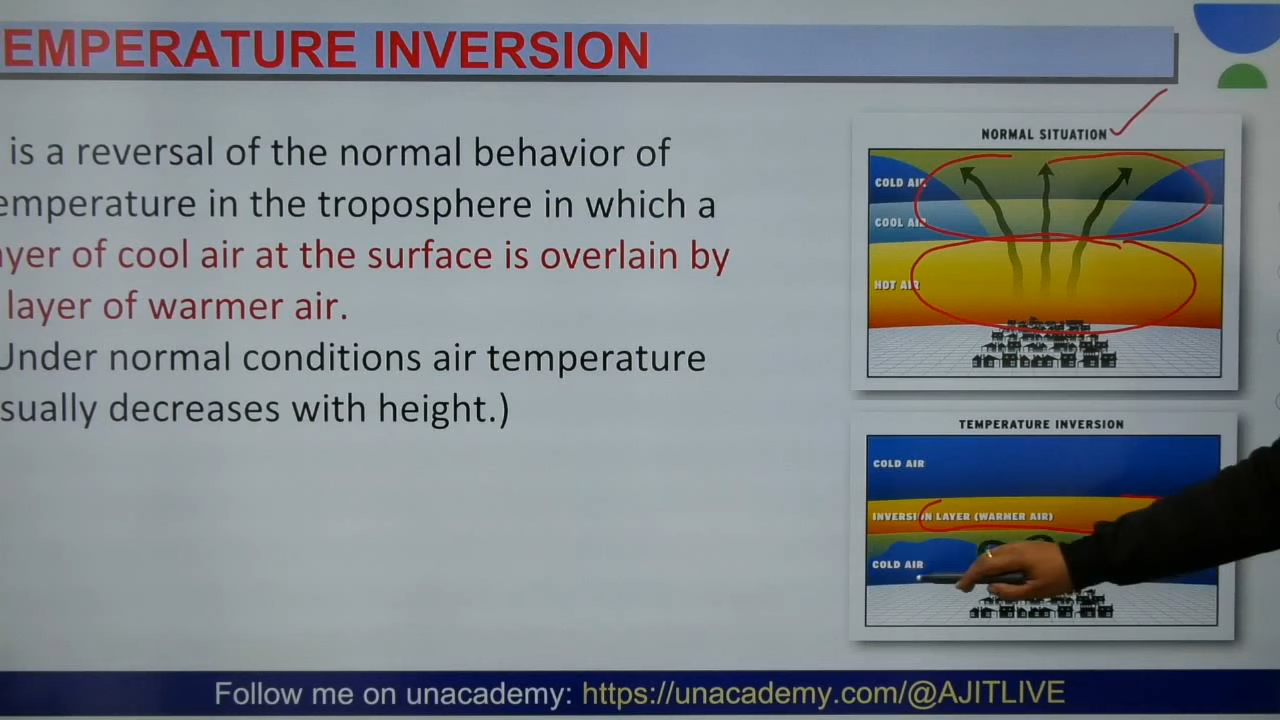 EMPERATURE INVERSION
is a reversal of the normal behavior of
emperature in the troposphere in which a
ayer of cool air at the surface is overlain by
layer of warmer air.
Under normal conditions air temperature
sually decreases with height.)
NORMAL SITUATION
COLD AIR
COOL AIR
HOT AIR
TEMPERATURE INVERSION
COLD AIR
INVERSION LAYER (WARMER AIR)
COLD AIR
Follow me on unacademy: https://unacademy.com/@AJITLIVE